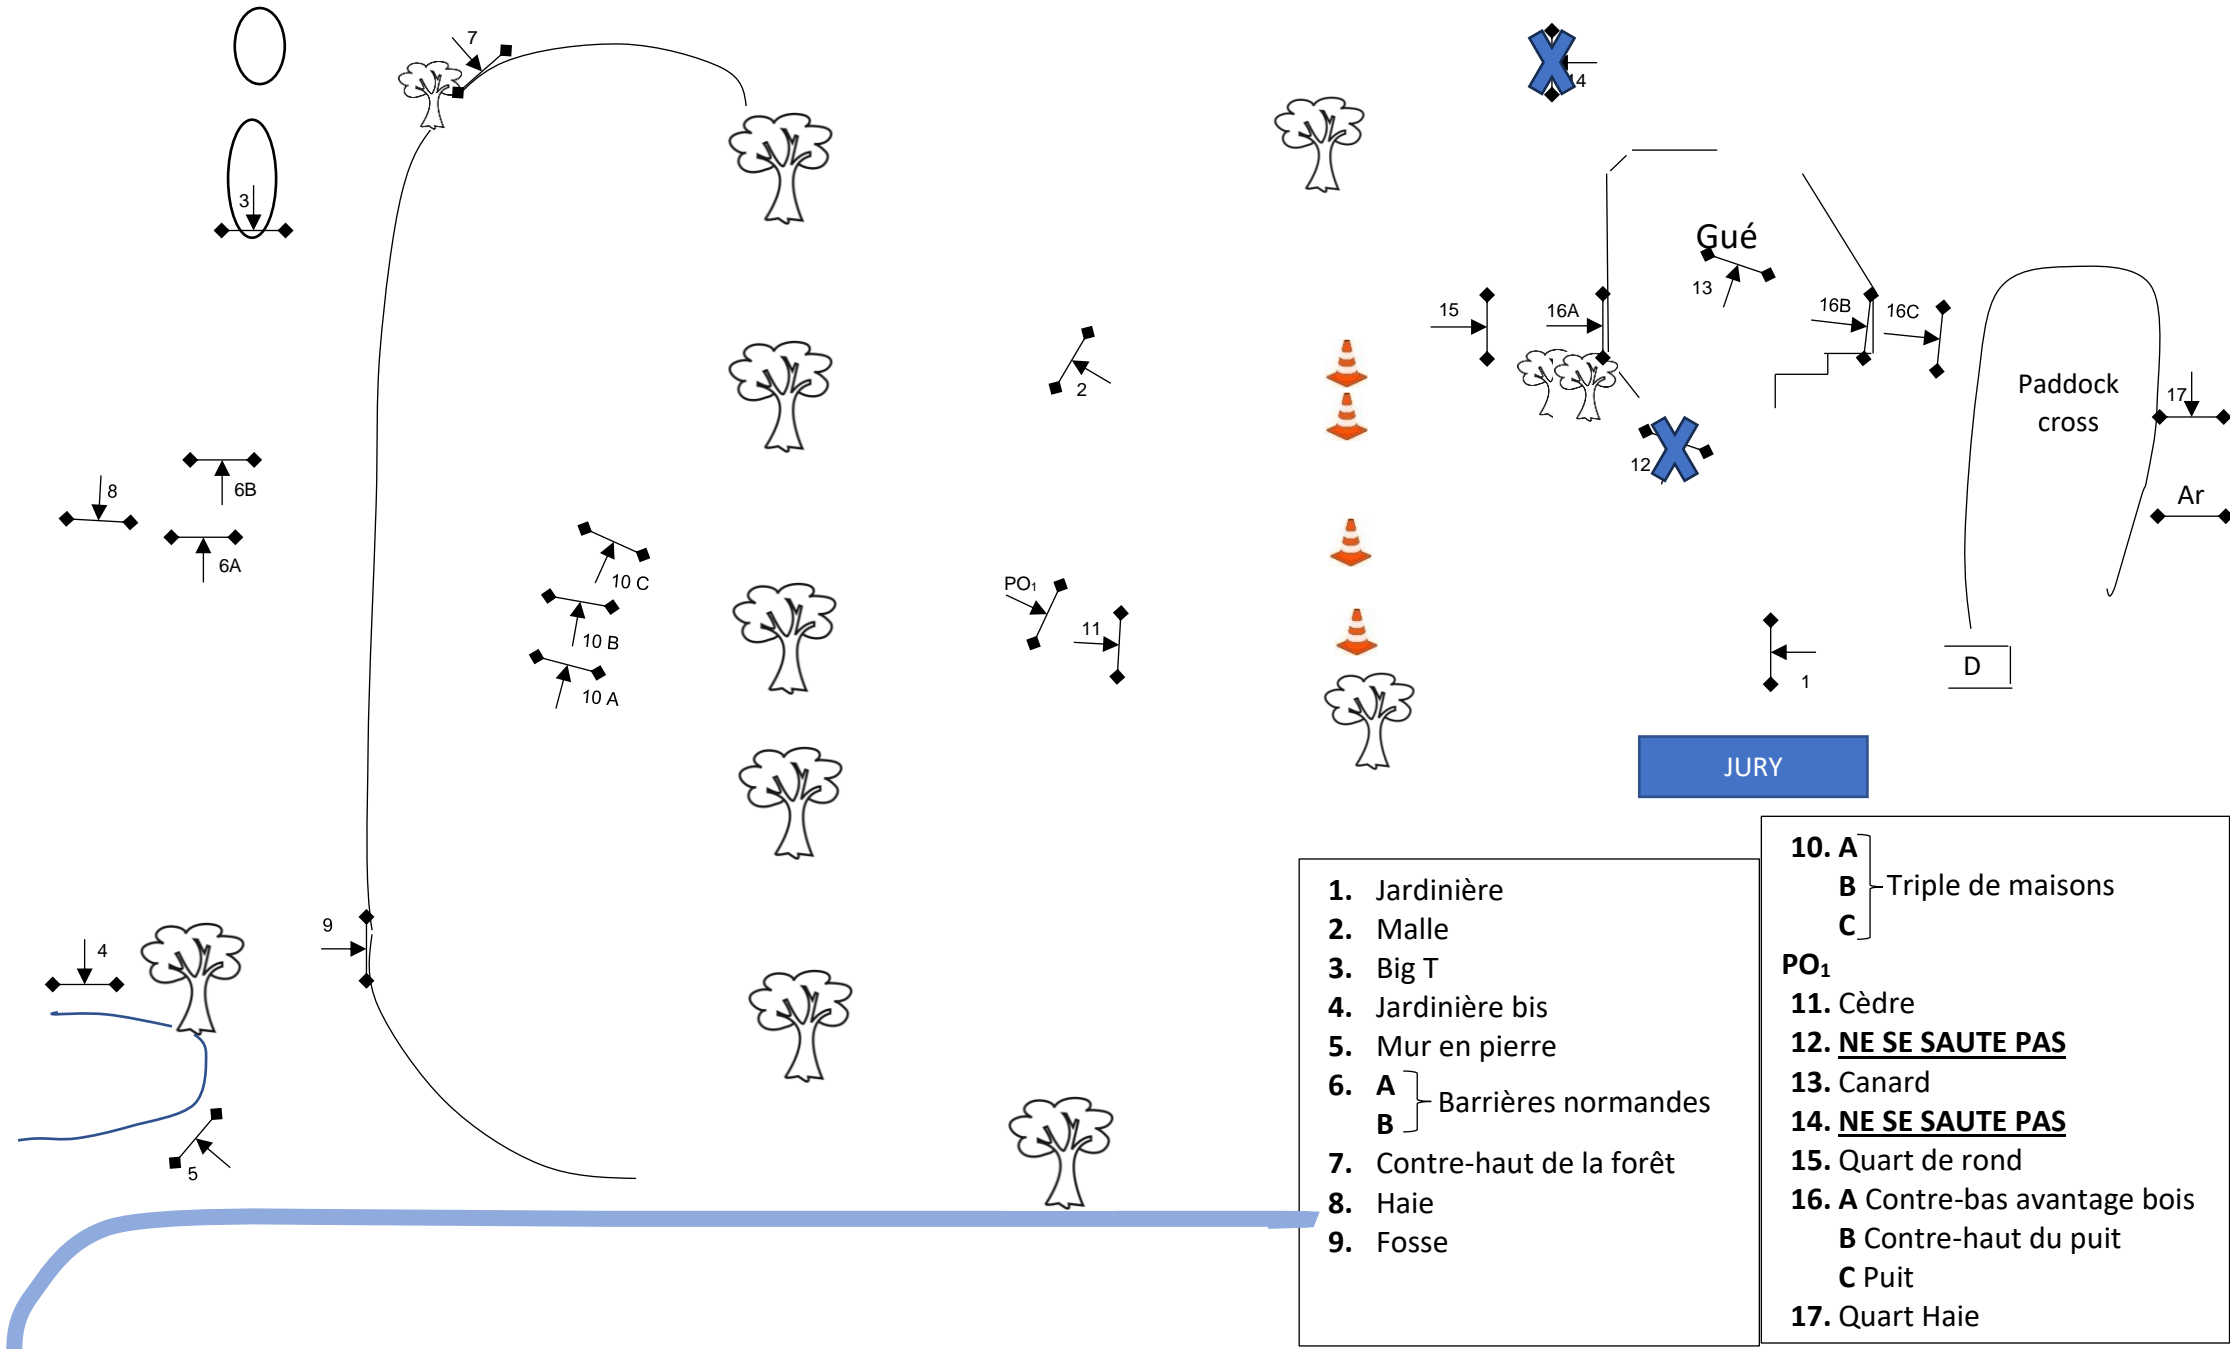 7
14
3
Gué
13
15
16A
16B
16C
2
Paddock
cross
17
12
8
6B
Ar
6A
10 C
PO₁
10 B
11
D
10 A
1
JURY
9
4
5
1. Jardinière
2. Malle
3. Big T
4. Jardinière bis
5. Mur en pierre
6. A
Barrières normandes
B
7. Contre-haut de la forêt
8. Haie
9. Fosse
10. A
B Triple de maisons
C
PO₁
11. Cèdre
12. NE SE SAUTE PAS
13. Canard
14. NE SE SAUTE PAS
15. Quart de rond
16. A Contre-bas avantage bois
B Contre-haut du puit
C Puit
17. Quart Haie